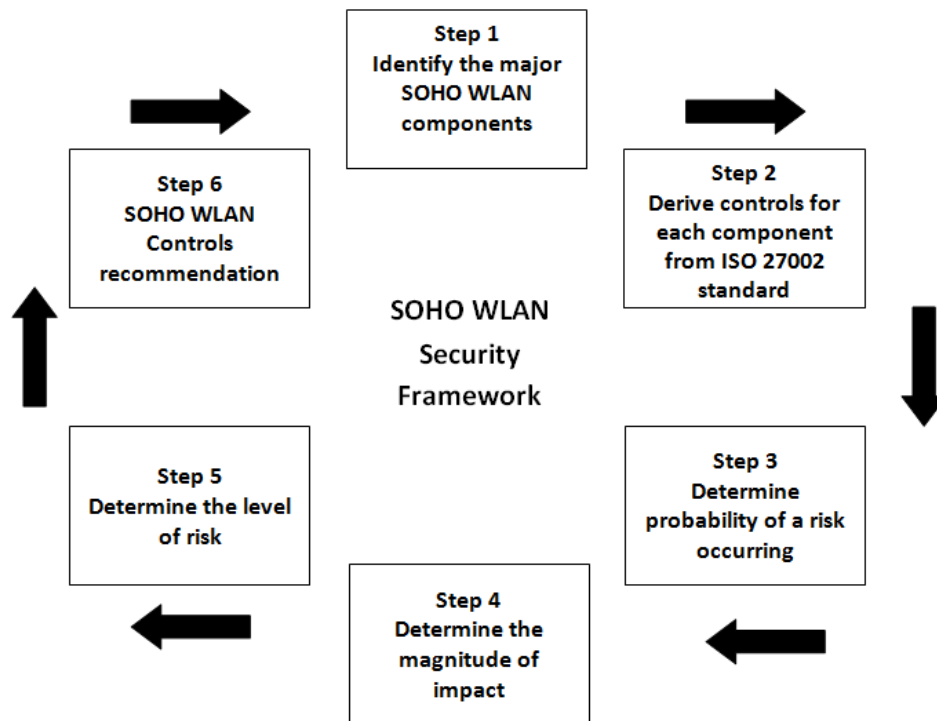 Step 1
Identify the major
SOHO WLAN
components
Step 2
Derive controls for
each component
from ISO 27002
standard
Step 3
Determine
probability of a risk
occurring
Step 4
Determine the
magnitude of
impact
Step 5
Determine the level
of risk
Step 6
SOHO WLAN
Controls
recommendation
SOHO WLAN
Security
Framework